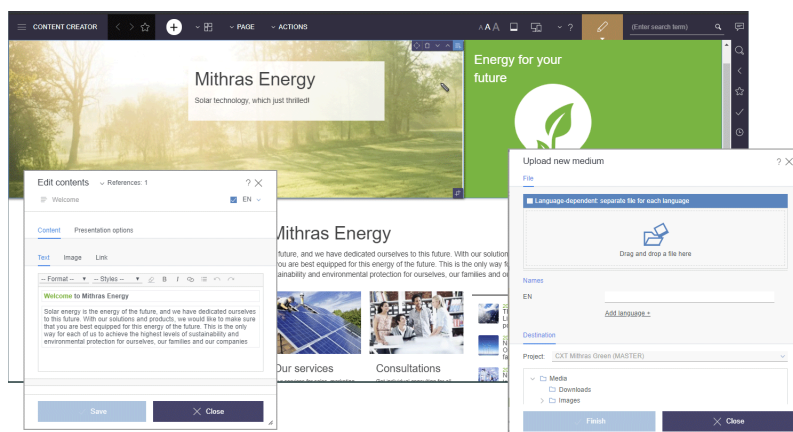 CONTENT CREATOR
PAGE
ACTIONS
A A A
?
(Enter search term)
Mithras Energy
Solar technology, which just thrilled!
Energy for your
future
Edit contents
References: 1
?
Welcome
EN
Content
Presentation options
Text
Image
Link
-- Format --
-- Styles --
B
I
Welcome to Mithras Energy
Solar energy is the energy of the future, and we have dedicated ourselves
to this future. With our solutions and products, we would like to make sure
that you are best equipped for this energy of the future. This is the only
way for each of us to achieve the highest levels of sustainability and
environmental protection for ourselves, our families and our companies
Save
Close
Mithras Energy
future, and we have dedicated ourselves to this future. With our solution
you are best equipped for this energy of the future. This is the only way f
ainability and environmental protection for ourselves, our families and o
Our services
Consultations
Upload new medium
?
File
Language-dependent: separate file for each language
Drag and drop a file here
Names
EN
Add language +
Destination
Project:
CXT Mithras Green (MASTER)
Media
Downloads
Images
Finish
Close